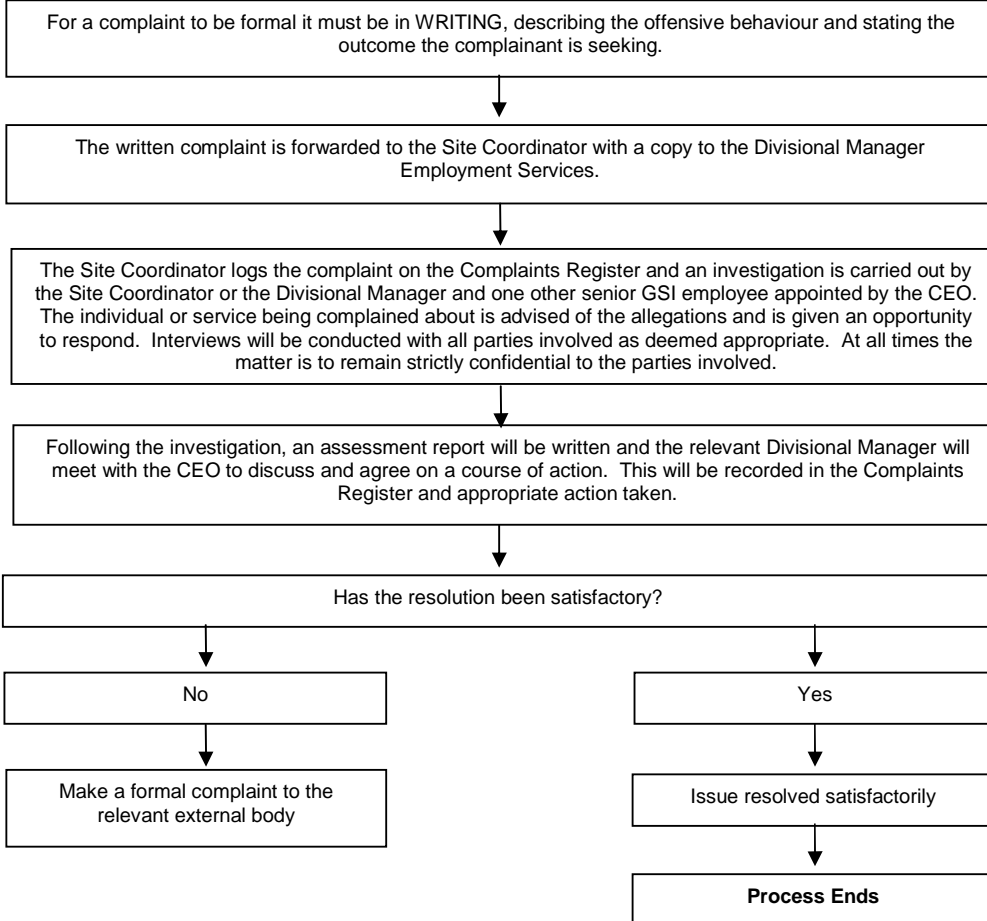 For a complaint to be formal it must be in WRITING, describing the offensive behaviour and stating the
outcome the complainant is seeking.
The written complaint is forwarded to the Site Coordinator with a copy to the Divisional Manager
Employment Services.
The Site Coordinator logs the complaint on the Complaints Register and an investigation is carried out by
the Site Coordinator or the Divisional Manager and one other senior GSI employee appointed by the CEO.
The individual or service being complained about is advised of the allegations and is given an opportunity
to respond.  Interviews will be conducted with all parties involved as deemed appropriate.  At all times the
matter is to remain strictly confidential to the parties involved.
Following the investigation, an assessment report will be written and the relevant Divisional Manager will
meet with the CEO to discuss and agree on a course of action.  This will be recorded in the Complaints
Register and appropriate action taken.
Has the resolution been satisfactory?
No
Yes
Make a formal complaint to the
relevant external body
Issue resolved satisfactorily
Process Ends